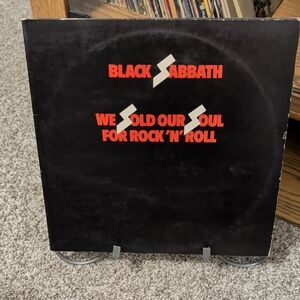 BLACK SABBATH
WE SOLD OUR SOUL
FOR ROCK 'N' ROLL